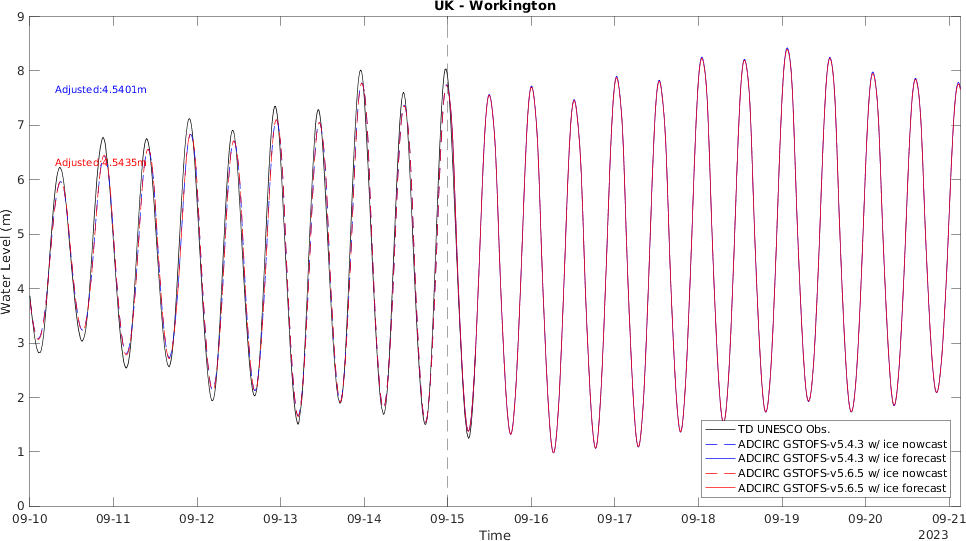 UK - Workington
9
8
7
6
5
4
3
2
1
0
Water Level (m)
Adjusted:4.5401m
Adjusted:4.5435m
TD UNESCO Obs.
ADCIRC GSTOFS-v5.4.3 w/ ice nowcast
ADCIRC GSTOFS-v5.4.3 w/ ice forecast
ADCIRC GSTOFS-v5.6.5 w/ ice nowcast
ADCIRC GSTOFS-v5.6.5 w/ ice forecast
09-10 09-11 09-12 09-13 09-14 09-15 09-16 09-17 09-18 09-19 09-20 09-21
Time
2023